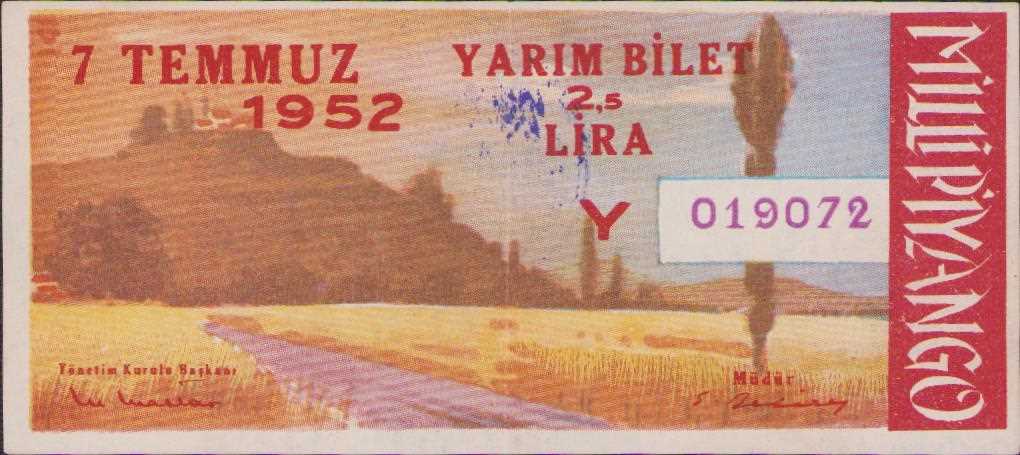 7 TEMMUZ
1952
YARIM BİLET
2,5
LİRA
Y
019072
MİLLİ PİYANGO
Yönetim Kurulu Başkanı
Müdür